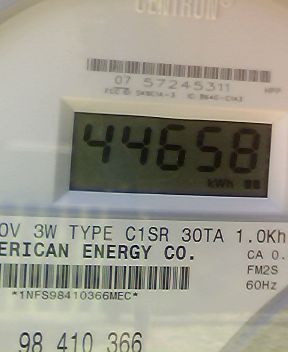 CENTRON®
07 57245311
44658
kWh
0V 3W TYPE C1SR 30TA 1.0Kh
ERICAN ENERGY CO.
CA 0.
FM2S
*1NFS98410366MEC*
60Hz
98 410 366